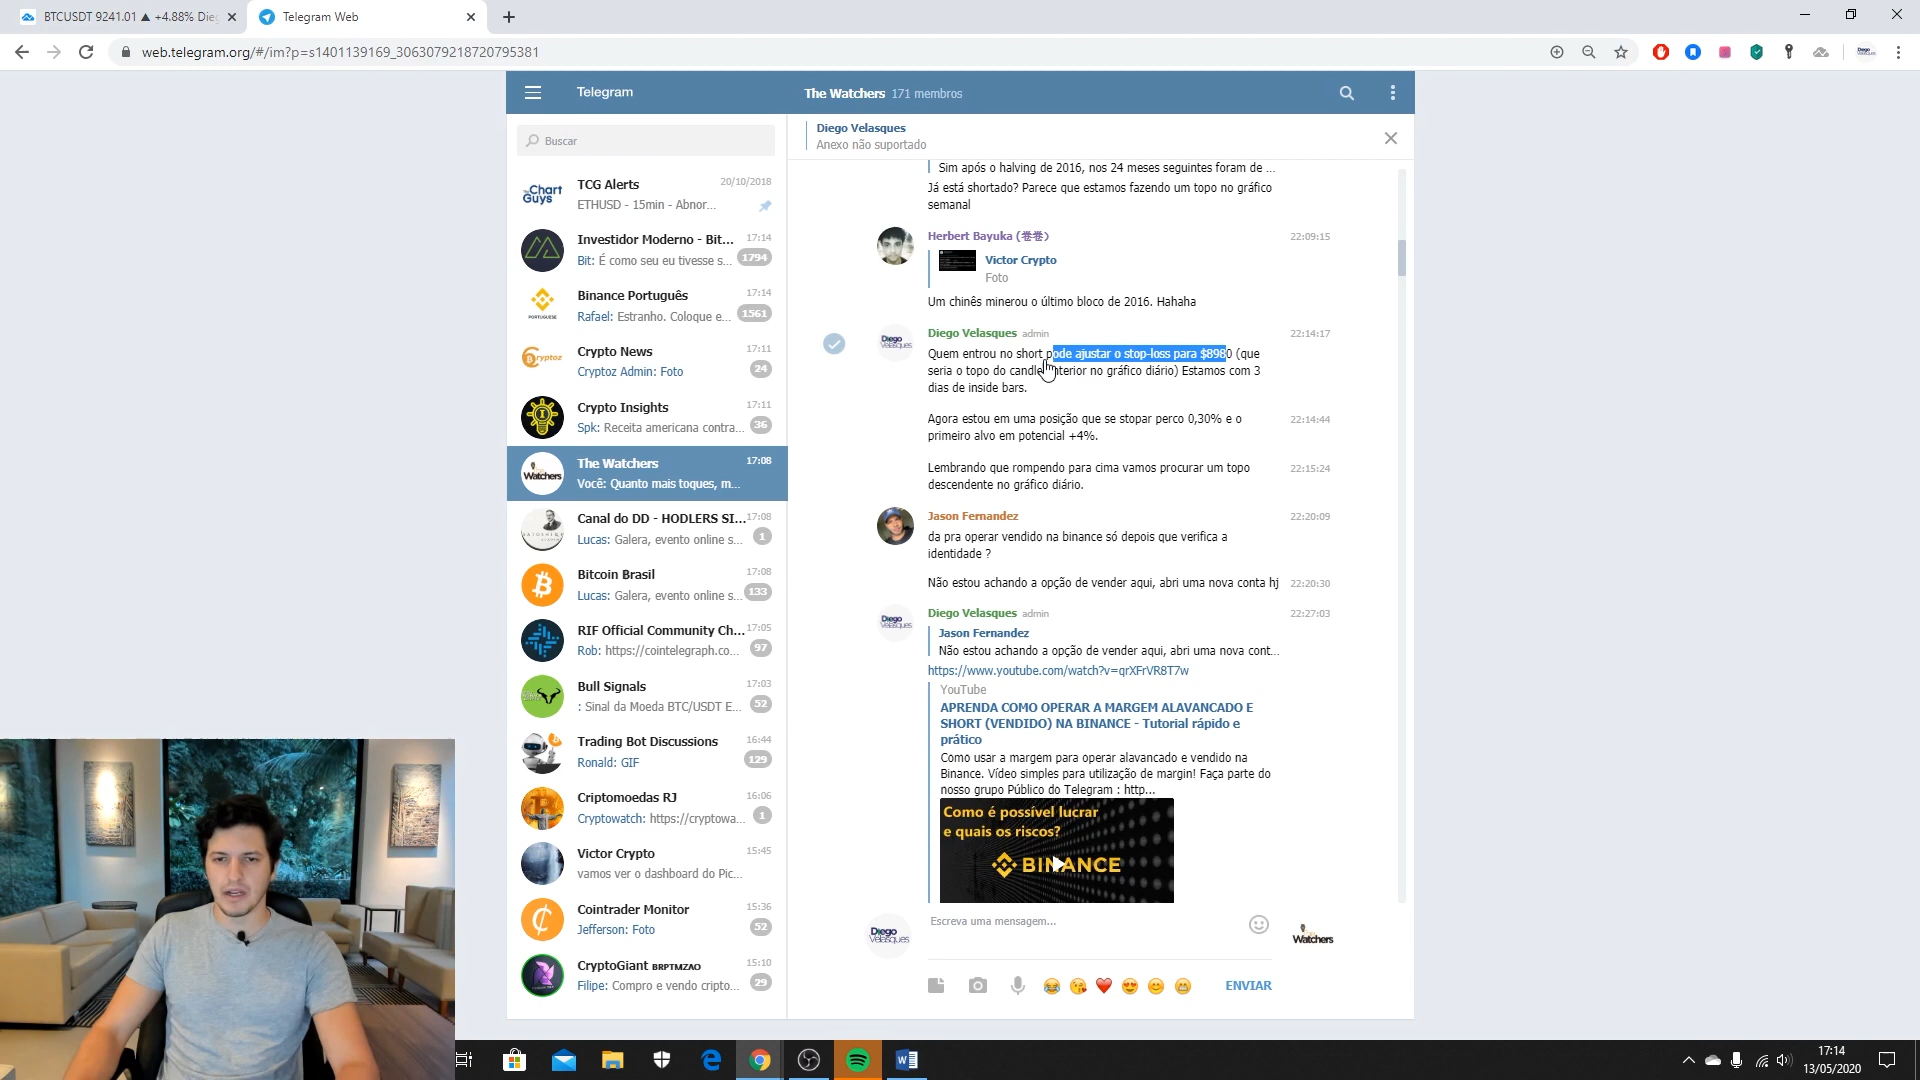 BTCUSDT 9241.01 ▲ +4.88% Die
Telegram Web
web.telegram.org/#/im?p=s1401139169_3063079218720795381
Telegram
The Watchers 171 membros
Buscar
TCG Alerts 20/10/2018
ETHUSD - 15min - Abnor...
Investidor Moderno - Bit... 17:14
Bit: É como seu eu tivesse s... 1794
Binance Português 17:14
Rafael: Estranho. Coloque e... 1561
Crypto News 17:11
Cryptoz Admin: Foto 24
Crypto Insights 17:11
Spk: Receita americana contra... 36
The Watchers 17:08
Você: Quanto mais toques, m...
Canal do DD - HODLERS SI... 17:08
Lucas: Galera, evento online s... 1
Bitcoin Brasil 17:08
Lucas: Galera, evento online s... 133
RIF Official Community Ch... 17:05
Rob: https://cointelegraph.co... 97
Bull Signals 17:03
: Sinal da Moeda BTC/USDT E... 52
Trading Bot Discussions 16:44
Ronald: GIF 129
Criptomoedas RJ 16:06
Cryptowatch: https://cryptowa... 1
Victor Crypto 15:45
vamos ver o dashboard do Pic...
Cointrader Monitor 15:36
Jefferson: Foto 52
CryptoGiant ʙʀᴘᴛᴍᴢᴀᴏ 15:10
Filipe: Compro e vendo cripto... 29
Diego Velasques
Anexo não suportado
Sim após o halving de 2016, nos 24 meses seguintes foram de ...
Já está shortado? Parece que estamos fazendo um topo no gráfico
semanal
Herbert Bayuka (卷卷) 22:09:15
Victor Crypto
Foto
Um chinês minerou o último bloco de 2016. Hahaha
Diego Velasques admin 22:14:17
Quem entrou no short pode ajustar o stop-loss para $8980 (que
seria o topo do candle anterior no gráfico diário) Estamos com 3
dias de inside bars.
Agora estou em uma posição que se stopar perco 0,30% e o 22:14:44
primeiro alvo em potencial +4%.
Lembrando que rompendo para cima vamos procurar um topo 22:15:24
descendente no gráfico diário.
Jason Fernandez 22:20:09
da pra operar vendido na binance só depois que verifica a
identidade ?
Não estou achando a opção de vender aqui, abri uma nova conta hj 22:20:30
Diego Velasques admin 22:27:03
Jason Fernandez
Não estou achando a opção de vender aqui, abri uma nova cont...
https://www.youtube.com/watch?v=qrXFrVR8T7w
YouTube
APRENDA COMO OPERAR A MARGEM ALAVANCADO E
SHORT (VENDIDO) NA BINANCE - Tutorial rápido e
prático
Como usar a margem para operar alavancado e vendido na
Binance. Vídeo simples para utilização de margin! Faça parte do
nosso grupo Público do Telegram : http...
Como é possível lucrar
e quais os riscos?
BINANCE
Diego Velasques
Escreva uma mensagem...
Watchers
ENVIAR
17:14
13/05/2020